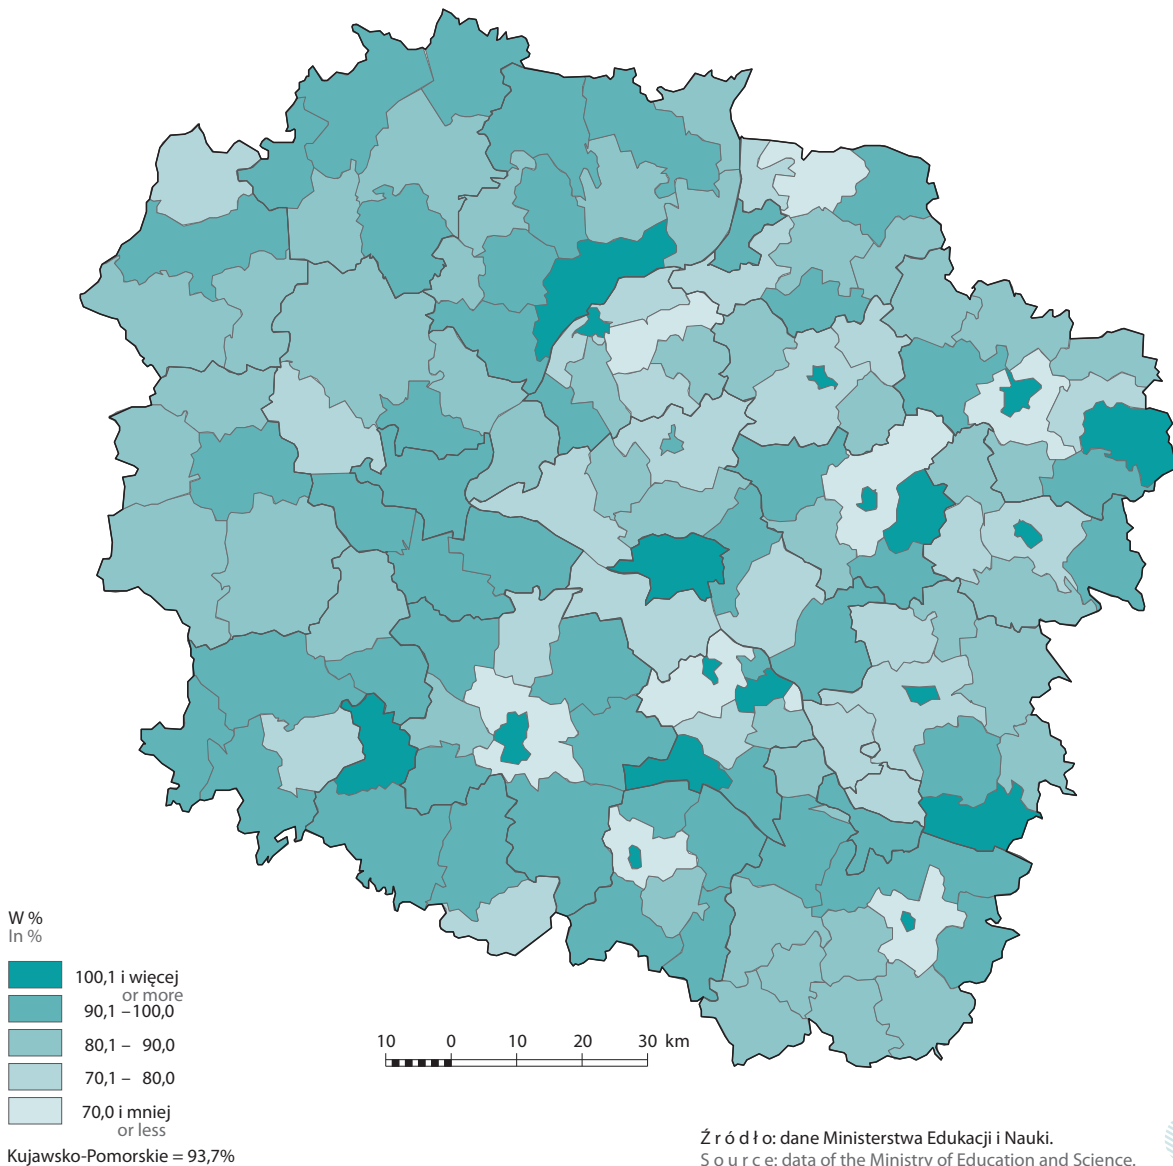 W %
In %
100,1 i więcej
or more
90,1 – 100,0
80,1 – 90,0
70,1 – 80,0
70,0 i mniej
or less
Kujawsko-Pomorskie = 93,7%
10 0 10 20 30 km
Ź r ó d ł o: dane Ministerstwa Edukacji i Nauki.
S o u r c e: data of the Ministry of Education and Science.